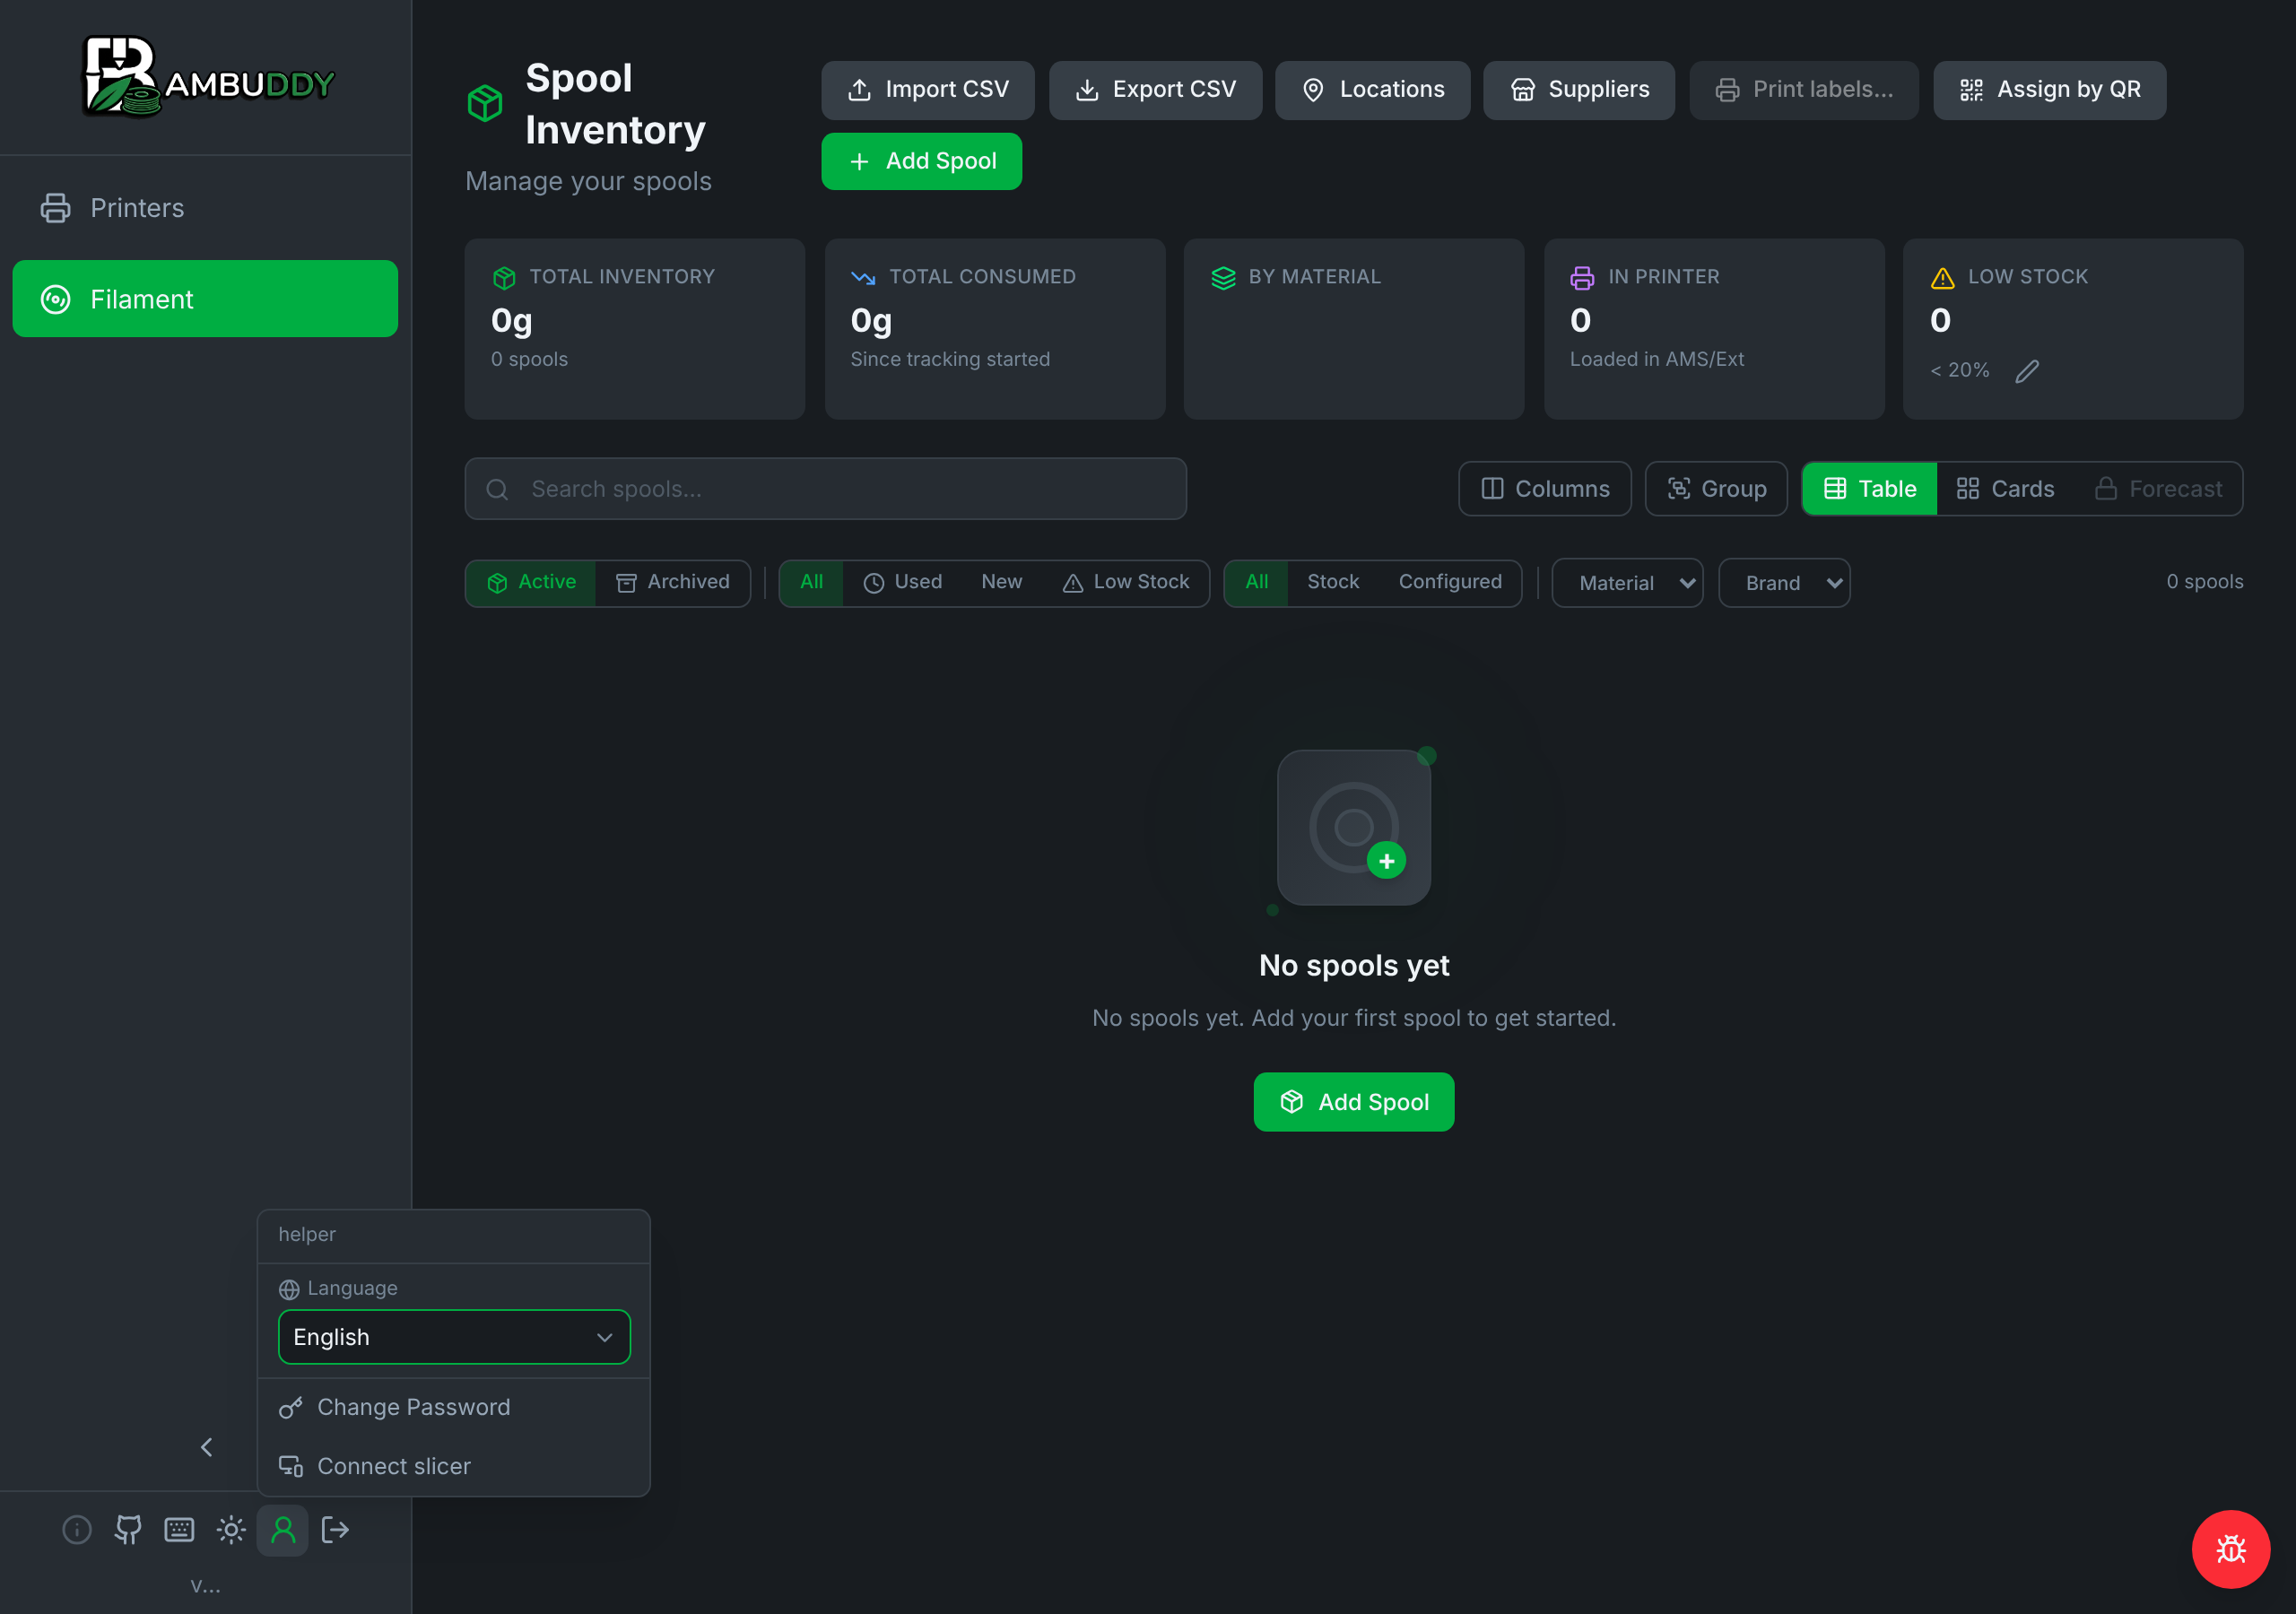 BAMBUDDY
Printers
Filament
Spool
Inventory
Manage your spools
Import CSV
Export CSV
Locations
Suppliers
Print labels...
Assign by QR
Add Spool
TOTAL INVENTORY
0g
0 spools
TOTAL CONSUMED
0g
Since tracking started
BY MATERIAL
IN PRINTER
0
Loaded in AMS/Ext
LOW STOCK
0
< 20%
Search spools...
Columns
Group
Table
Cards
Forecast
Active
Archived
All
Used
New
Low Stock
All
Stock
Configured
Material
Brand
0 spools
No spools yet
No spools yet. Add your first spool to get started.
Add Spool
helper
Language
English
Change Password
Connect slicer
v...